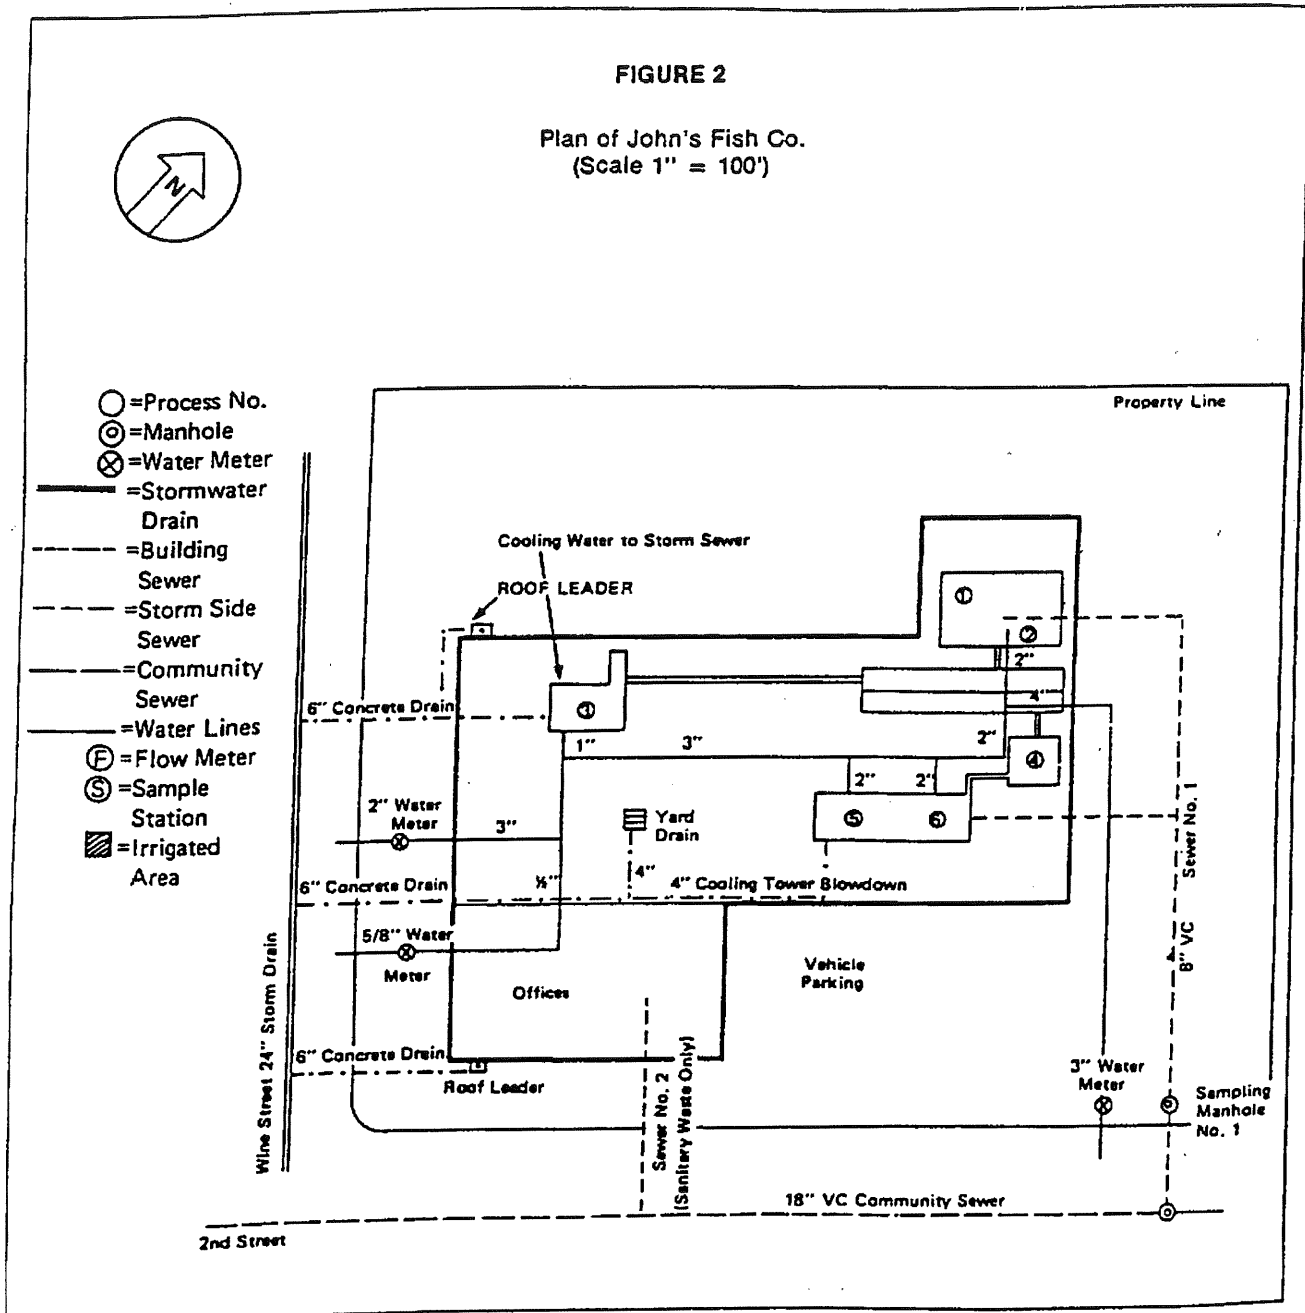 FIGURE 2
Plan of John's Fish Co.
(Scale 1" = 100')
N
=Process No.
=Manhole
=Water Meter
=Stormwater
Drain
=Building
Sewer
=Storm Side
Sewer
=Community
Sewer
=Water Lines
F =Flow Meter
S =Sample
Station
=Irrigated
Area
Property Line
Cooling Water to Storm Sewer
ROOF LEADER
1
2
2"
4"
6" Concrete Drain
3
1"
3"
2"
4
2" Water
Meter
3"
Yard
Drain
2"
2"
5
6
Sewer No. 1
6" Concrete Drain
½"
4"
4" Cooling Tower Blowdown
5/8" Water
Meter
Offices
Vehicle
Parking
8" VC
Wine Street 24" Storm Drain
6" Concrete Drain
Roof Leader
Sewer No. 2
(Sanitary Waste Only)
3" Water
Meter
Sampling
Manhole
No. 1
18" VC Community Sewer
2nd Street